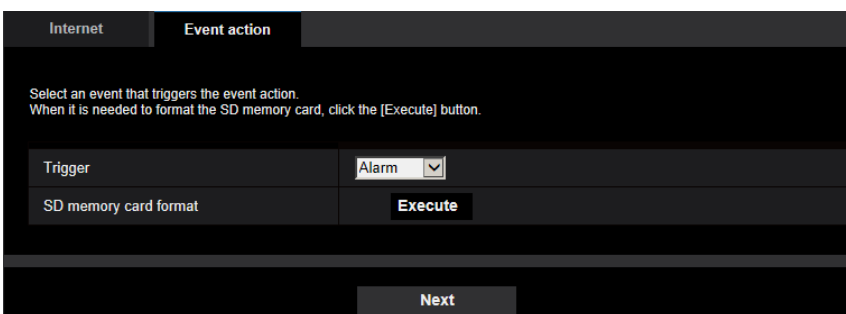 Internet Event action
Select an event that triggers the event action.
When it is needed to format the SD memory card, click the [Execute] button.
Trigger Alarm
SD memory card format Execute
Next